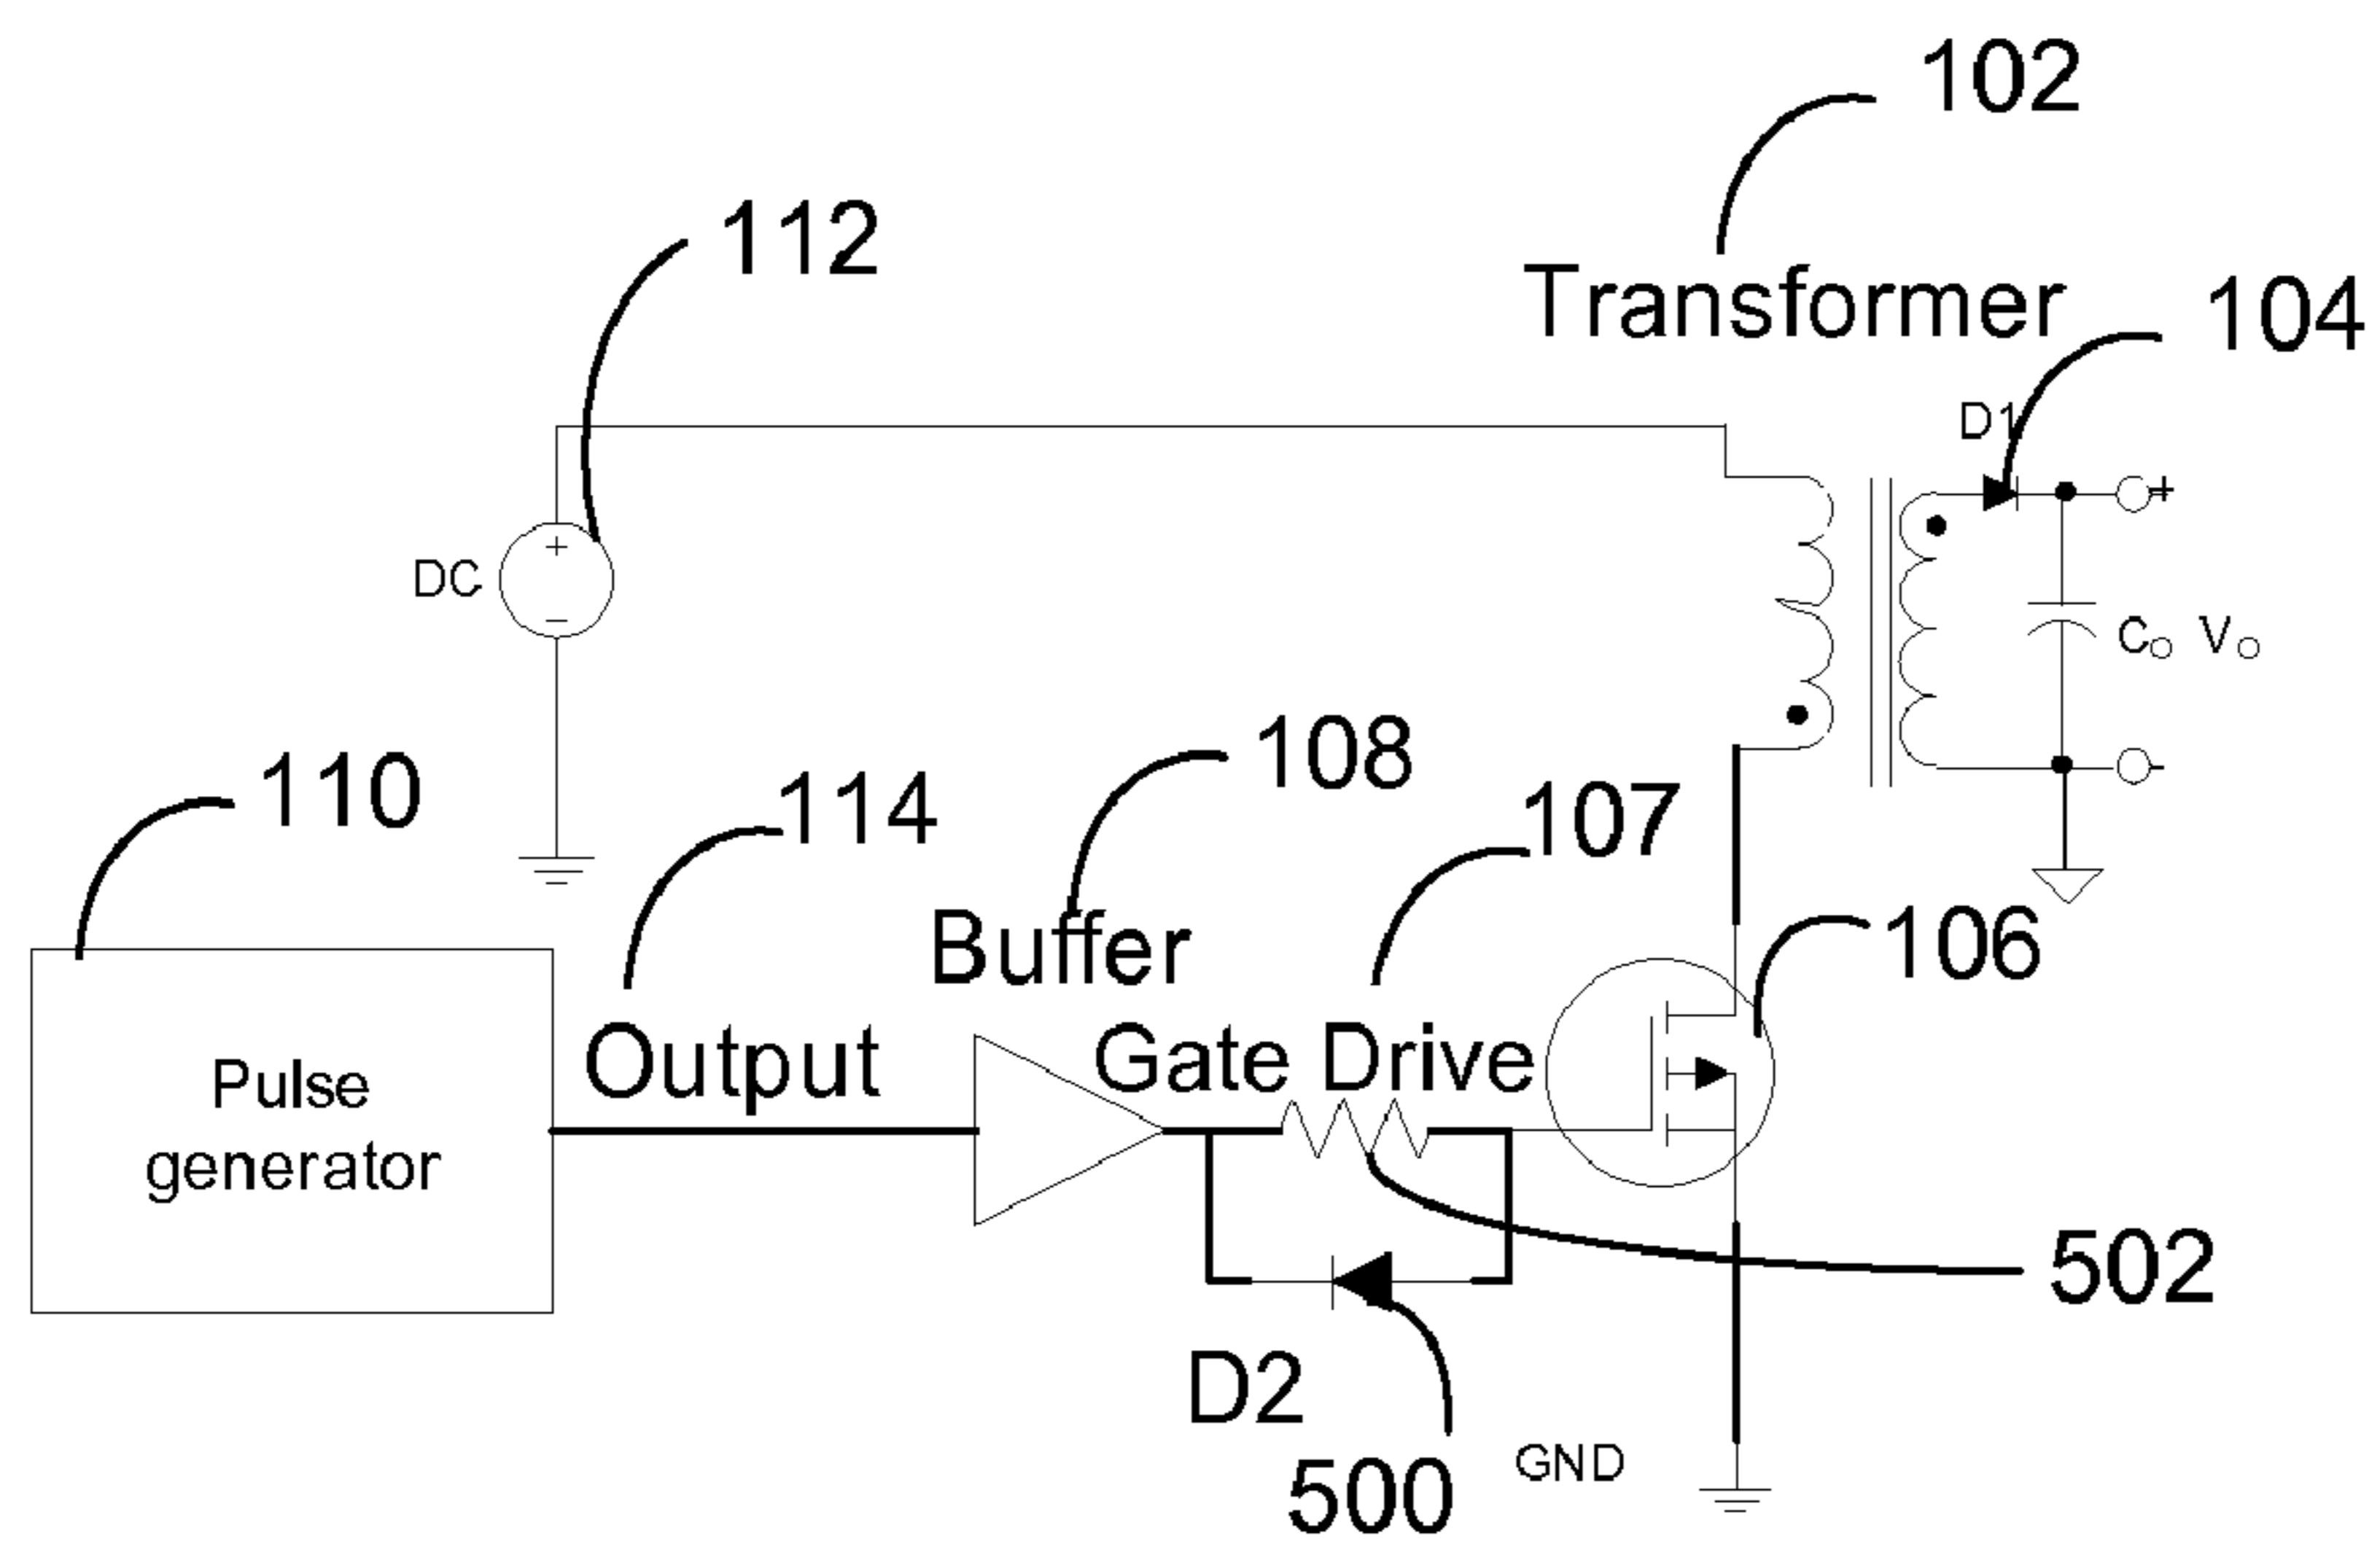 102
112
Transformer
104
D1
+
+
DC
-
Co Vo
108
110
114
107
-
Buffer
106
Output
Gate Drive
Pulse
generator
502
D2
GND
500